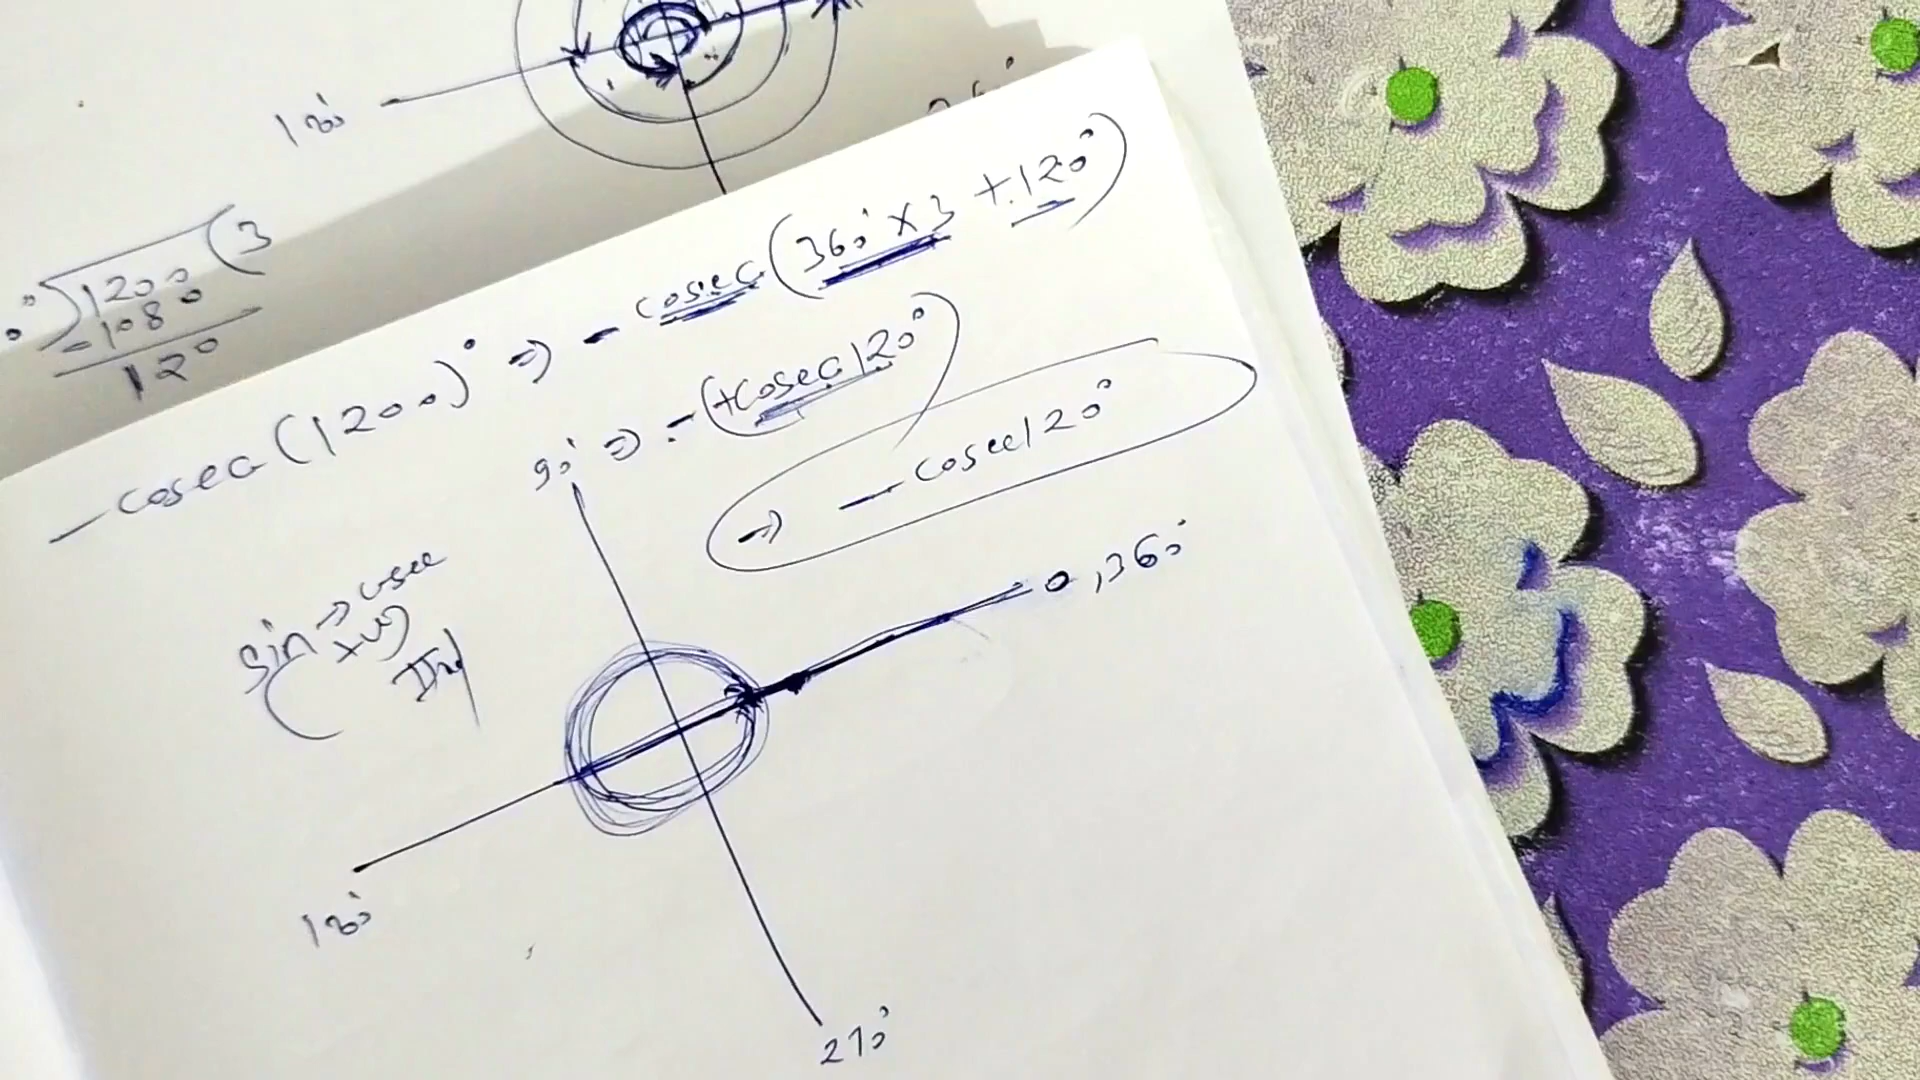 180°
3
1200
-1080
120
- cosec (1200)° => - cosec (360° × 3 + 120°)
=> - (+cosec 120°)
=> - cosec 120°
90°
sin -> cosec
+ve
IInd
0, 360°
180°
270°